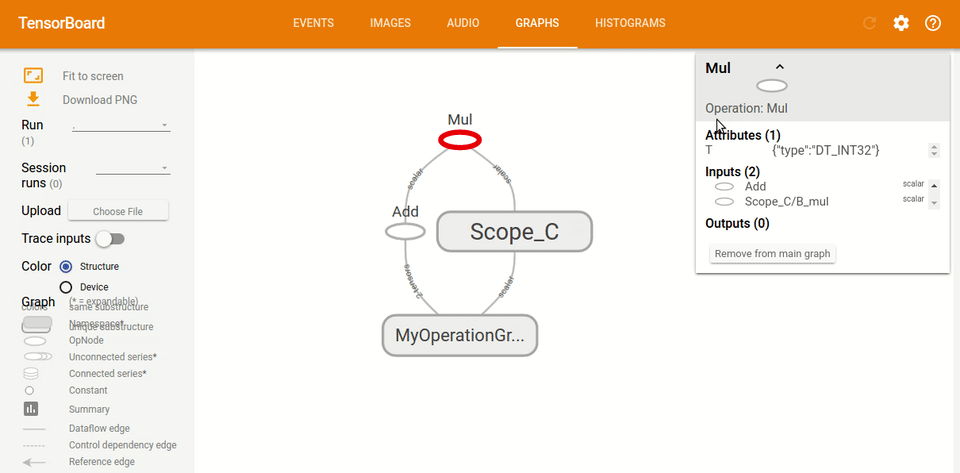 TensorBoard
EVENTS
IMAGES
AUDIO
GRAPHS
HISTOGRAMS
Fit to screen
Download PNG
Run
(1)
.
Session
runs (0)
Upload
Choose File
Trace inputs
Color
Structure
Device
Graph
(* = expandable)
colors
same substructure
Namespace*
unique substructure
OpNode
Unconnected series*
Connected series*
Constant
Summary
Dataflow edge
Control dependency edge
Reference edge
Mul
scalar
scalar
Add
Scope_C
2 tensors
scalar
MyOperationGr...
Mul
Operation: Mul
Attributes (1)
T
{"type":"DT_INT32"}
Inputs (2)
Add
scalar
Scope_C/B_mul
scalar
Outputs (0)
Remove from main graph